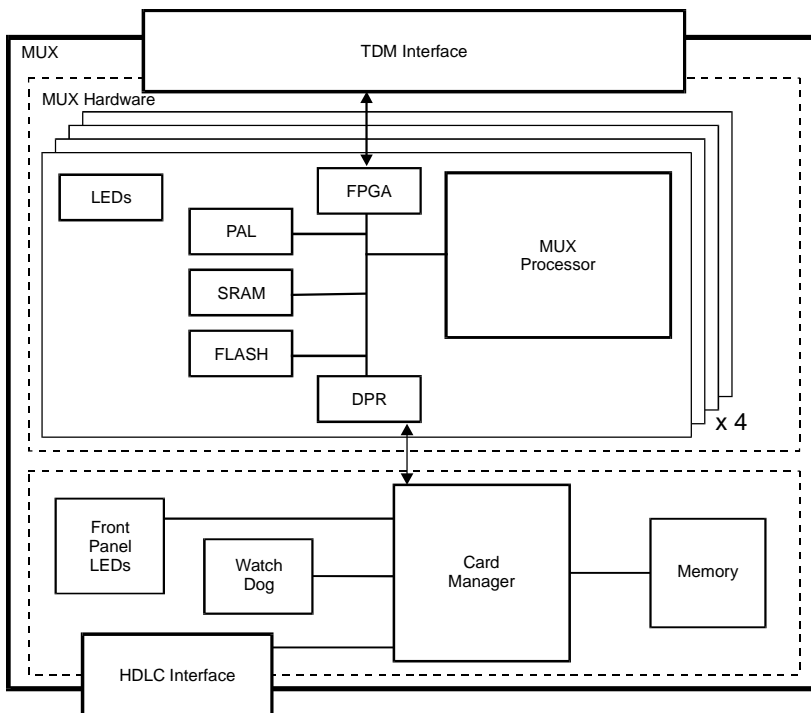 TDM Interface
MUX
MUX Hardware
LEDs
FPGA
PAL
MUX
Processor
SRAM
FLASH
DPR
x 4
Front
Panel
LEDs
Watch
Dog
Card
Manager
Memory
HDLC Interface